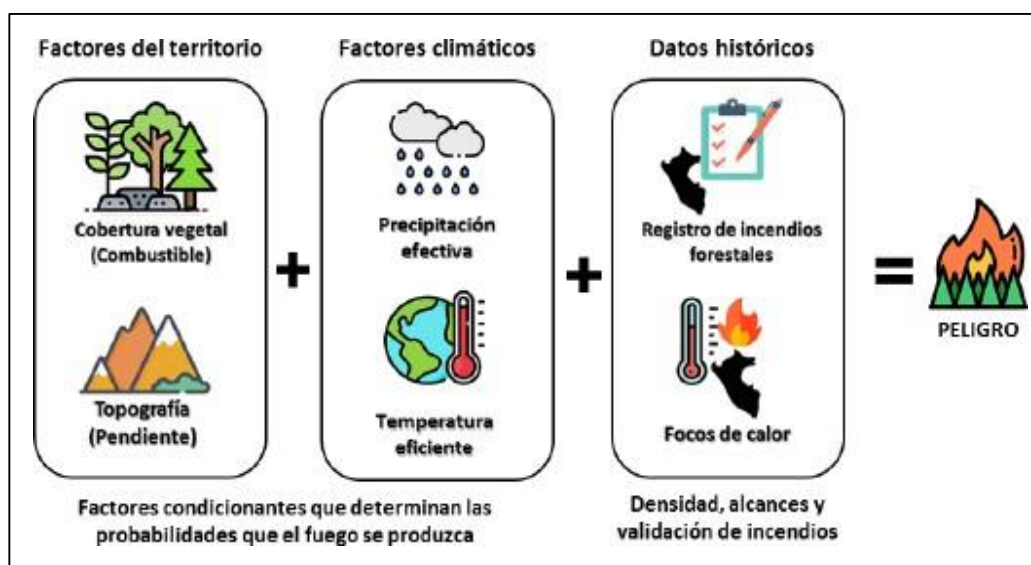 Factores del territorio
Factores climáticos
Datos históricos
Cobertura vegetal
(Combustible)
Topografía
(Pendiente)
+
Precipitación
efectiva
Temperatura
eficiente
+
Registro de incendios
forestales
Focos de calor
=
PELIGRO
Factores condicionantes que determinan las
probabilidades que el fuego se produzca
Densidad, alcances y
validación de incendios